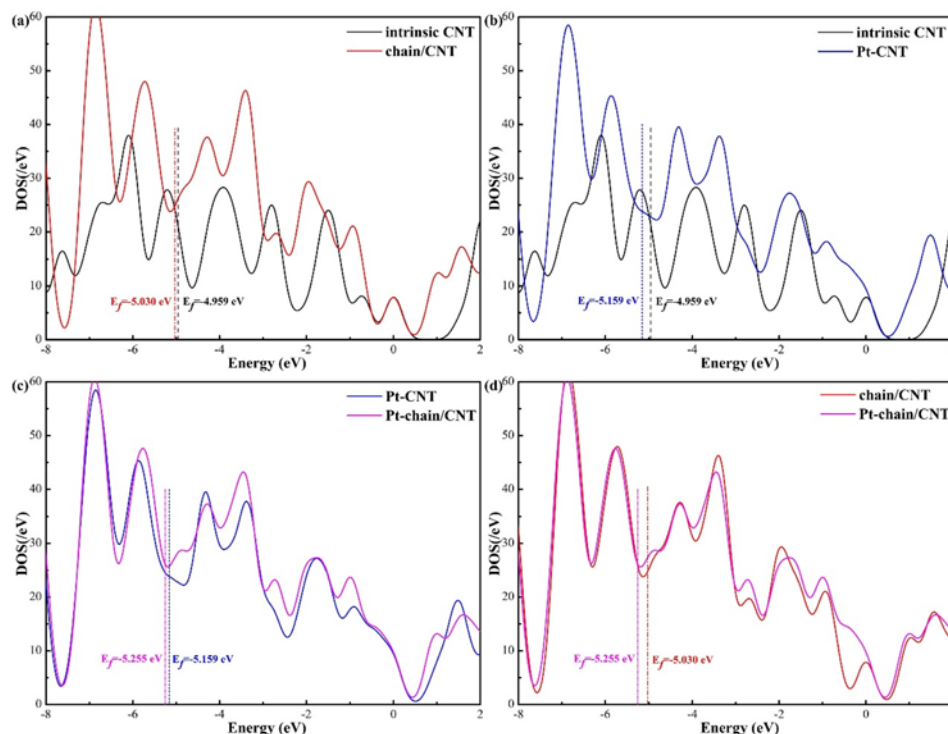 (a)
intrinsic CNT
chain/CNT
DOS(/eV)
60
50
40
30
20
10
0
E_f=-5.030 eV
E_f=-4.959 eV
-8
-6
-4
-2
0
2
Energy (eV)
(b)
intrinsic CNT
Pt-CNT
DOS(/eV)
60
50
40
30
20
10
0
E_f=-5.159 eV
E_f=-4.959 eV
-8
-6
-4
-2
0
Energy (eV)
(c)
Pt-CNT
Pt-chain/CNT
DOS(/eV)
60
50
40
30
20
10
0
E_f=-5.255 eV
E_f=-5.159 eV
-8
-6
-4
-2
0
2
Energy (eV)
(d)
chain/CNT
Pt-chain/CNT
DOS(/eV)
60
50
40
30
20
10
0
E_f=-5.255 eV
E_f=-5.030 eV
-8
-6
-4
-2
0
Energy (eV)